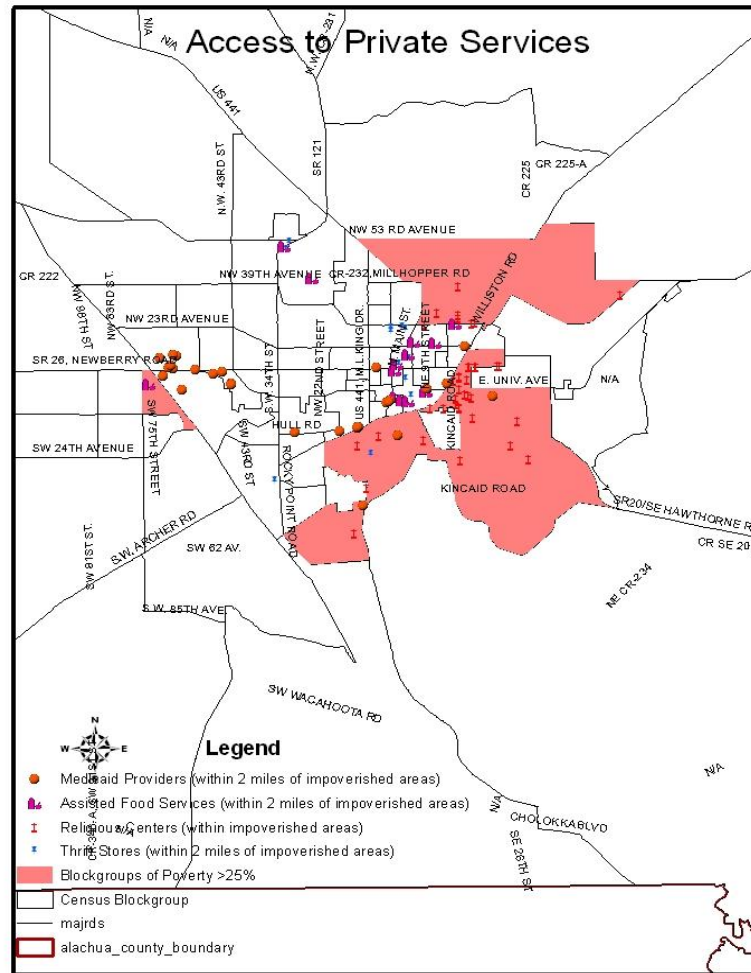 Access to Private Services
N/A
N/A
US 441
SR 121
N.W. 43RD ST.
CR 225
GR 225-A
NW 53 RD AVENUE
GR 222
NW 39TH AVENUE
CR-232,MILLHOPPER RD
WILLISTON RD
NW 98TH ST
NW 83RD ST.
NW 23RD AVENUE
SR 26, NEWBERRY ROAD
S.W. 34TH ST
NW 22ND STREET
US 441, M.L.KING DR.
MAIN ST.
NE 9TH STREET
E. UNIV. AVE
N/A
SW 24TH AVENUE
SW 75TH STREET
SW 43RD ST
HULL RD
ROCKY POINT ROAD
KINCAID ROAD
KINCAID ROAD
SR20/SE HAWTHORNE R
CR SE 20
SW 81ST ST.
S.W. ARCHER RD
SW 62 AV.
NE CR-234
S.W. 85TH AVE.
SW WACAHOOTA RD
N/A
N/A
CHOLOKKABLVD
SE 26TH ST
N
W
E
S
N/A
Legend
Medicaid Providers (within 2 miles of impoverished areas)
Assisted Food Services (within 2 miles of impoverished areas)
Religious Centers (within impoverished areas)
Thrift Stores (within 2 miles of impoverished areas)
Blockgroups of Poverty >25%
Census Blockgroup
majrds
alachua_county_boundary